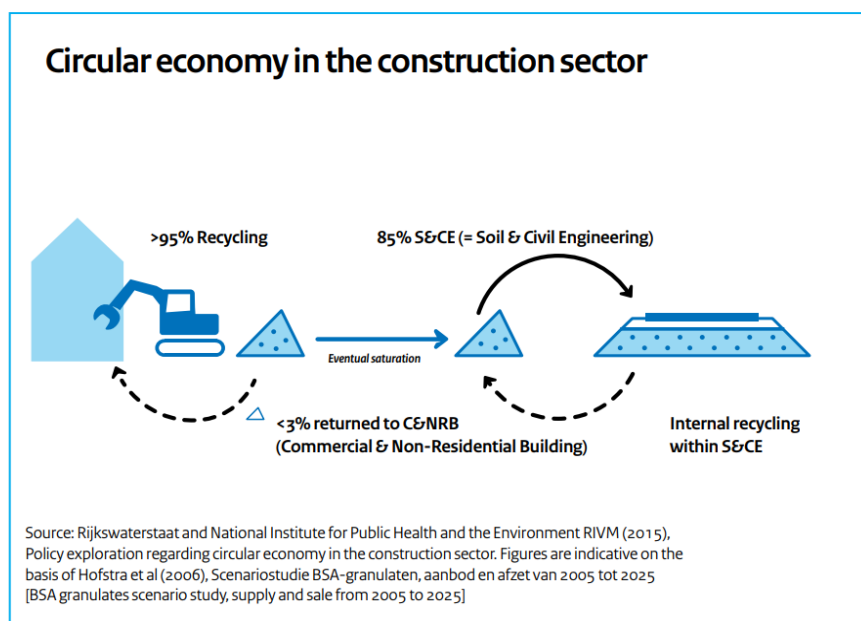 Circular economy in the construction sector
>95% Recycling
85% S&CE (= Soil & Civil Engineering)
Eventual saturation
<3% returned to C&NRB
(Commercial & Non-Residential Building)
Internal recycling
within S&CE
Source: Rijkswaterstaat and National Institute for Public Health and the Environment RIVM (2015),
Policy exploration regarding circular economy in the construction sector. Figures are indicative on the
basis of Hofstra et al (2006), Scenariostudie BSA-granulaten, aanbod en afzet van 2005 tot 2025
[BSA granulates scenario study, supply and sale from 2005 to 2025]